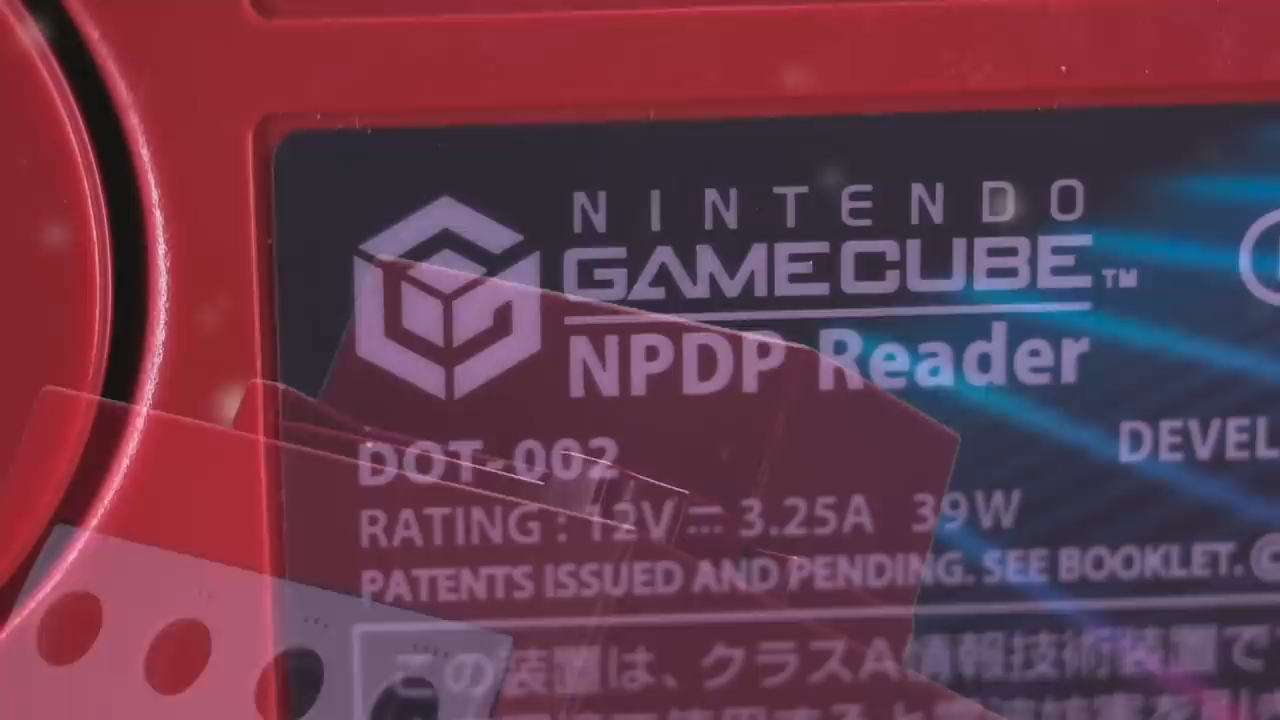 NINTENDO
GAMECUBE™
NPDP Reader
DOT-002
DEVEL
RATING : 12V ⎓ 3.25A 39W
PATENTS ISSUED AND PENDING. SEE BOOKLET. ©
この装置は、クラスA情報技術装置で